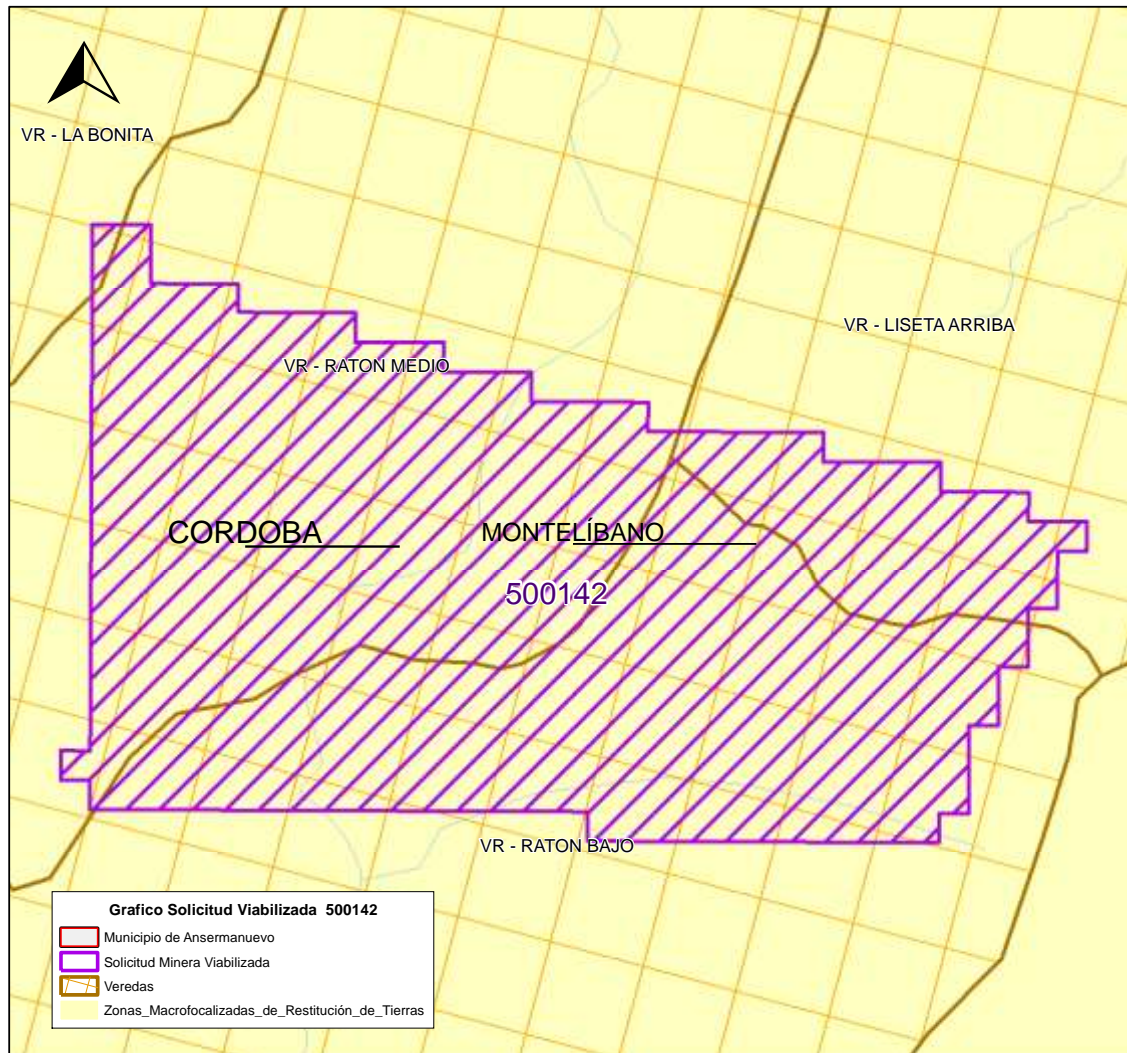 VR - LA BONITA
VR - LISETA ARRIBA
VR - RATON MEDIO
CORDOBA
MONTELÍBANO
500142
VR - RATON BAJO
Grafico Solicitud Viabilizada 500142
Municipio de Ansermanuevo
Solicitud Minera Viabilizada
Veredas
Zonas_Macrofocalizadas_de_Restitución_de_Tierras